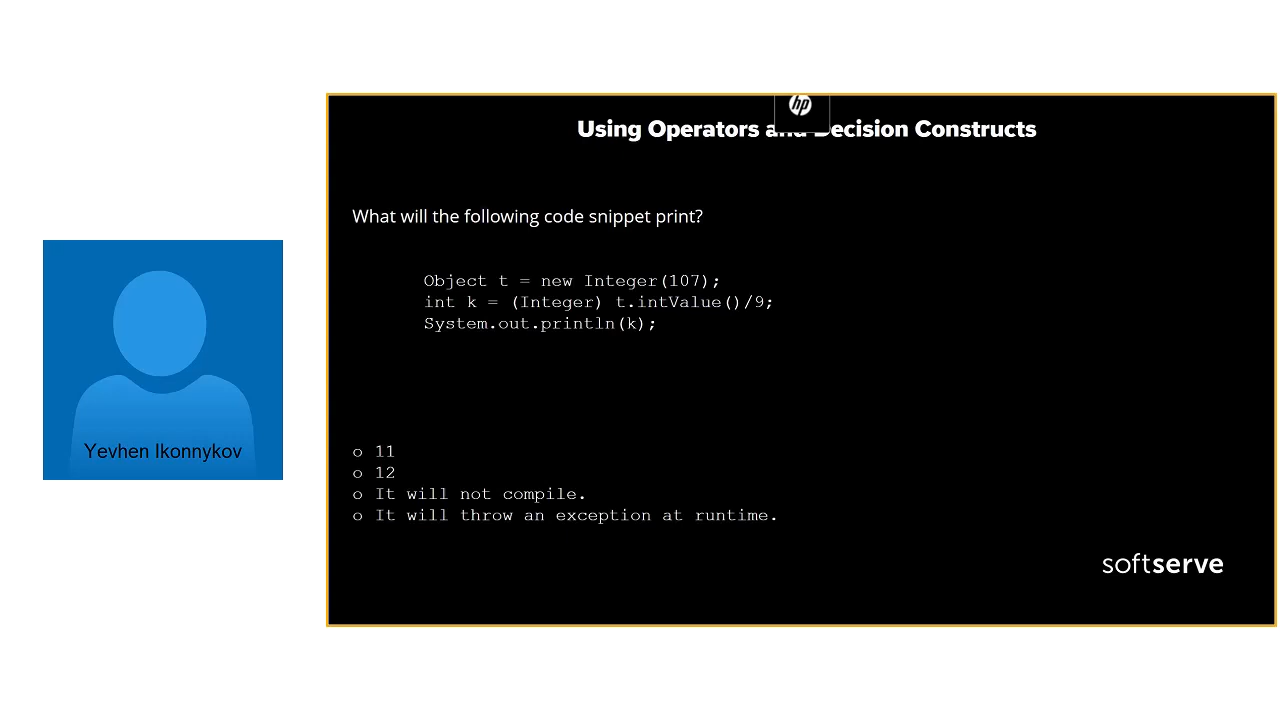 hp
Using Operators and Decision Constructs
What will the following code snippet print?
Object t = new Integer(107);
int k = (Integer) t.intValue()/9;
System.out.println(k);
Yevhen Ikonnykov
o 11
o 12
o It will not compile.
o It will throw an exception at runtime.
softserve